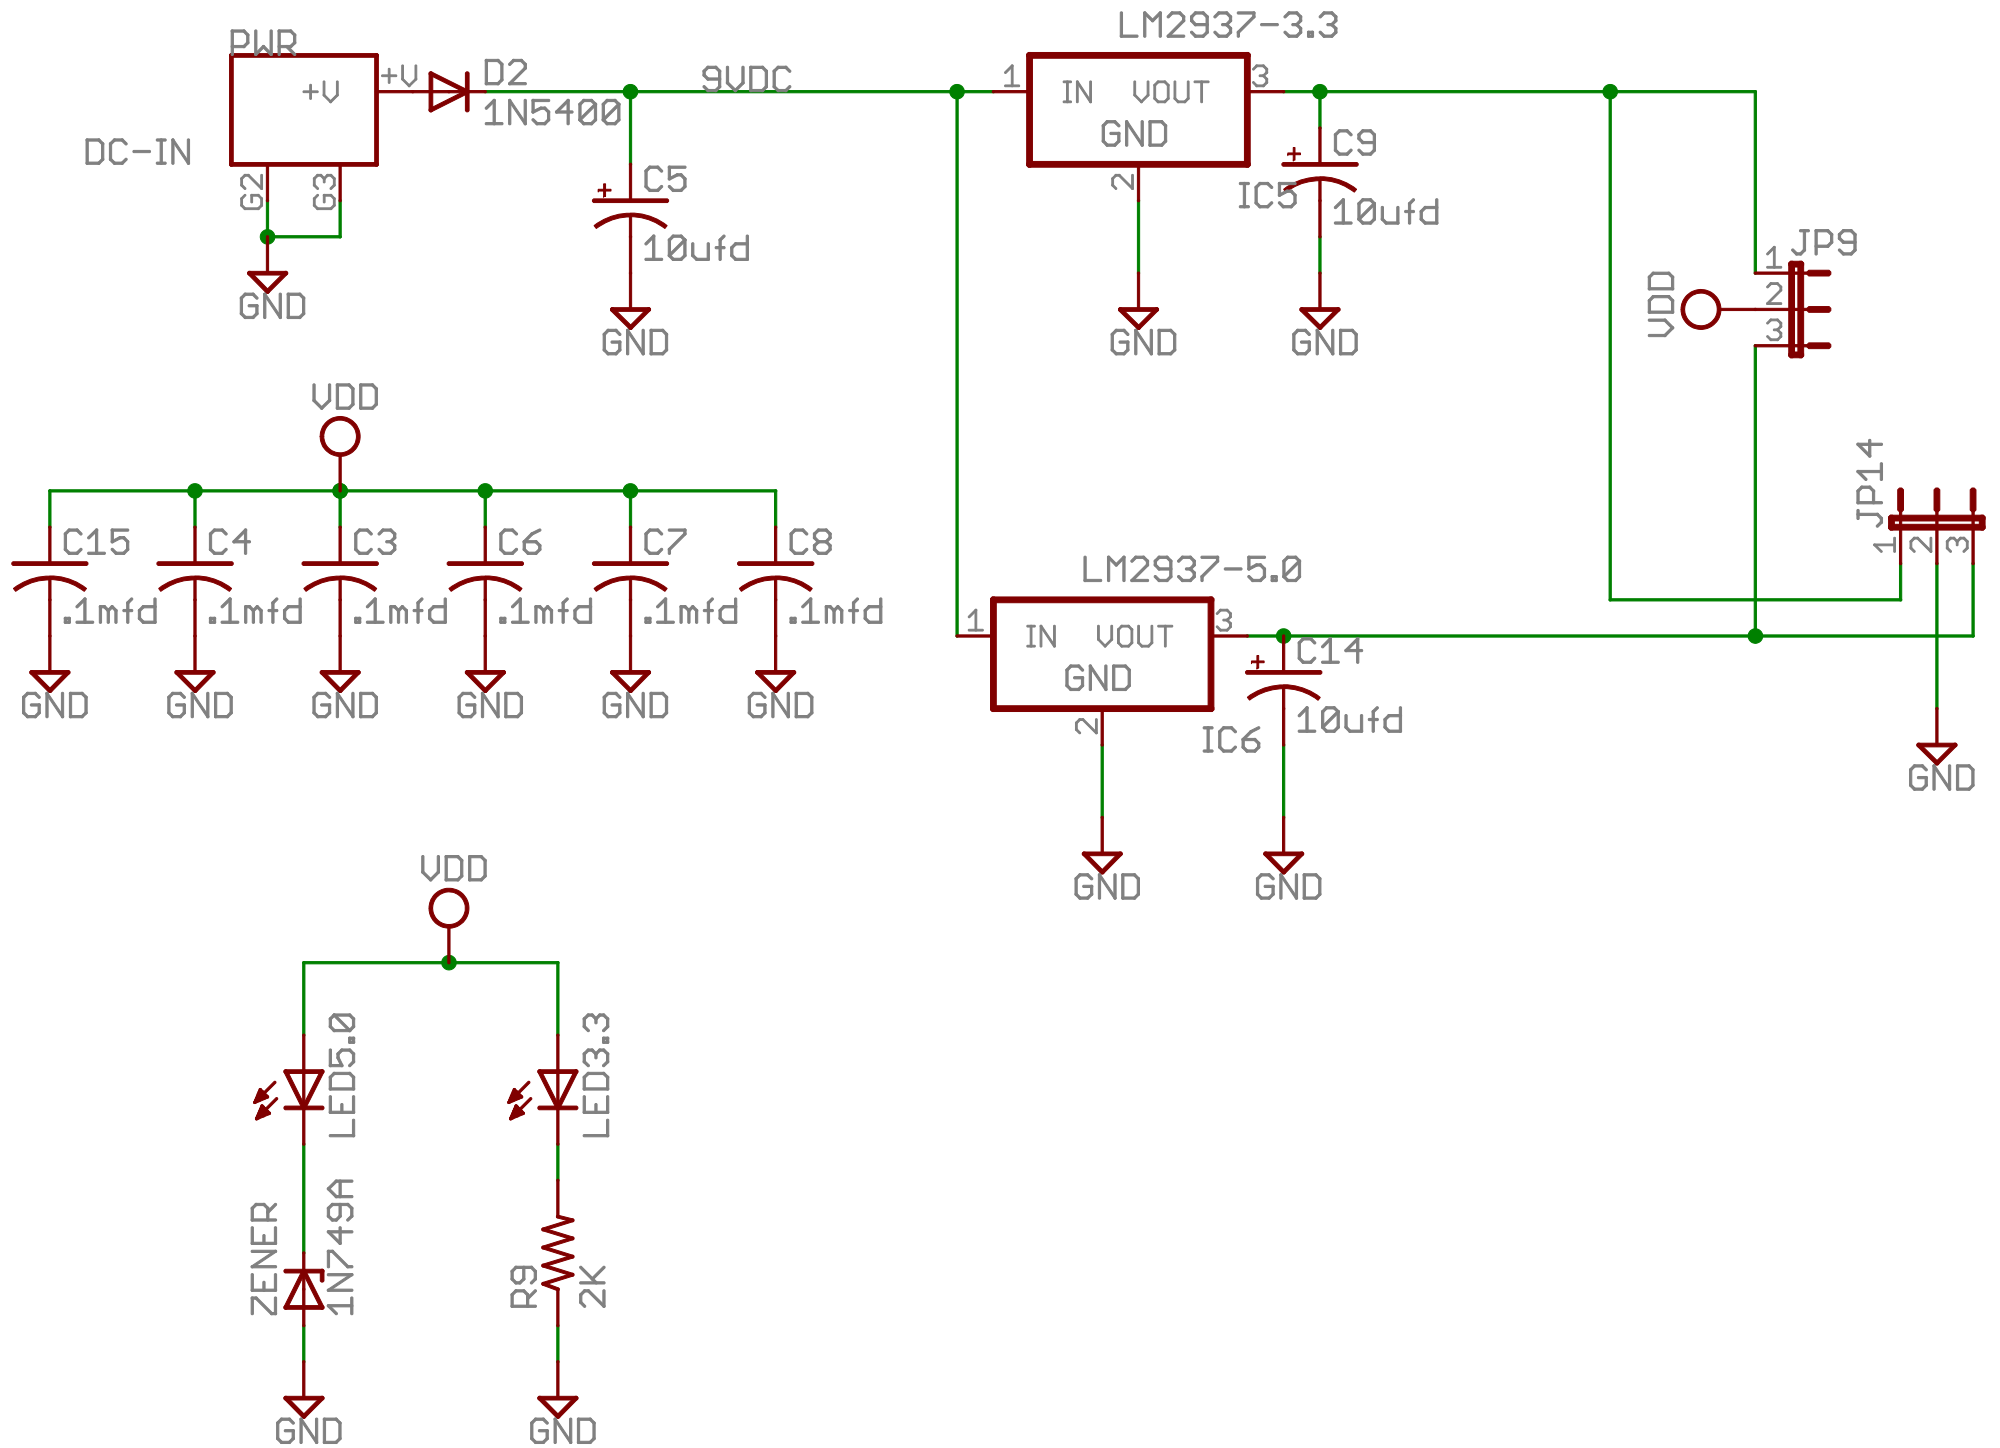 PWR
+V
+V
D2
1N5400
DC-IN
G2
G3
GND
9VDC
C5
+
10ufd
GND
LM2937-3.3
1
IN
VOUT
3
GND
2
IC5
GND
+
C9
10ufd
GND
JP9
1
2
3
VDD
JP14
1
2
3
GND
VDD
C15
.1mfd
GND
C4
.1mfd
GND
C3
.1mfd
GND
C6
.1mfd
GND
C7
.1mfd
GND
C8
.1mfd
GND
LM2937-5.0
1
IN
VOUT
3
GND
2
IC6
GND
+
C14
10ufd
GND
VDD
LED5.0
LED3.3
ZENER
1N749A
R9
2K
GND
GND